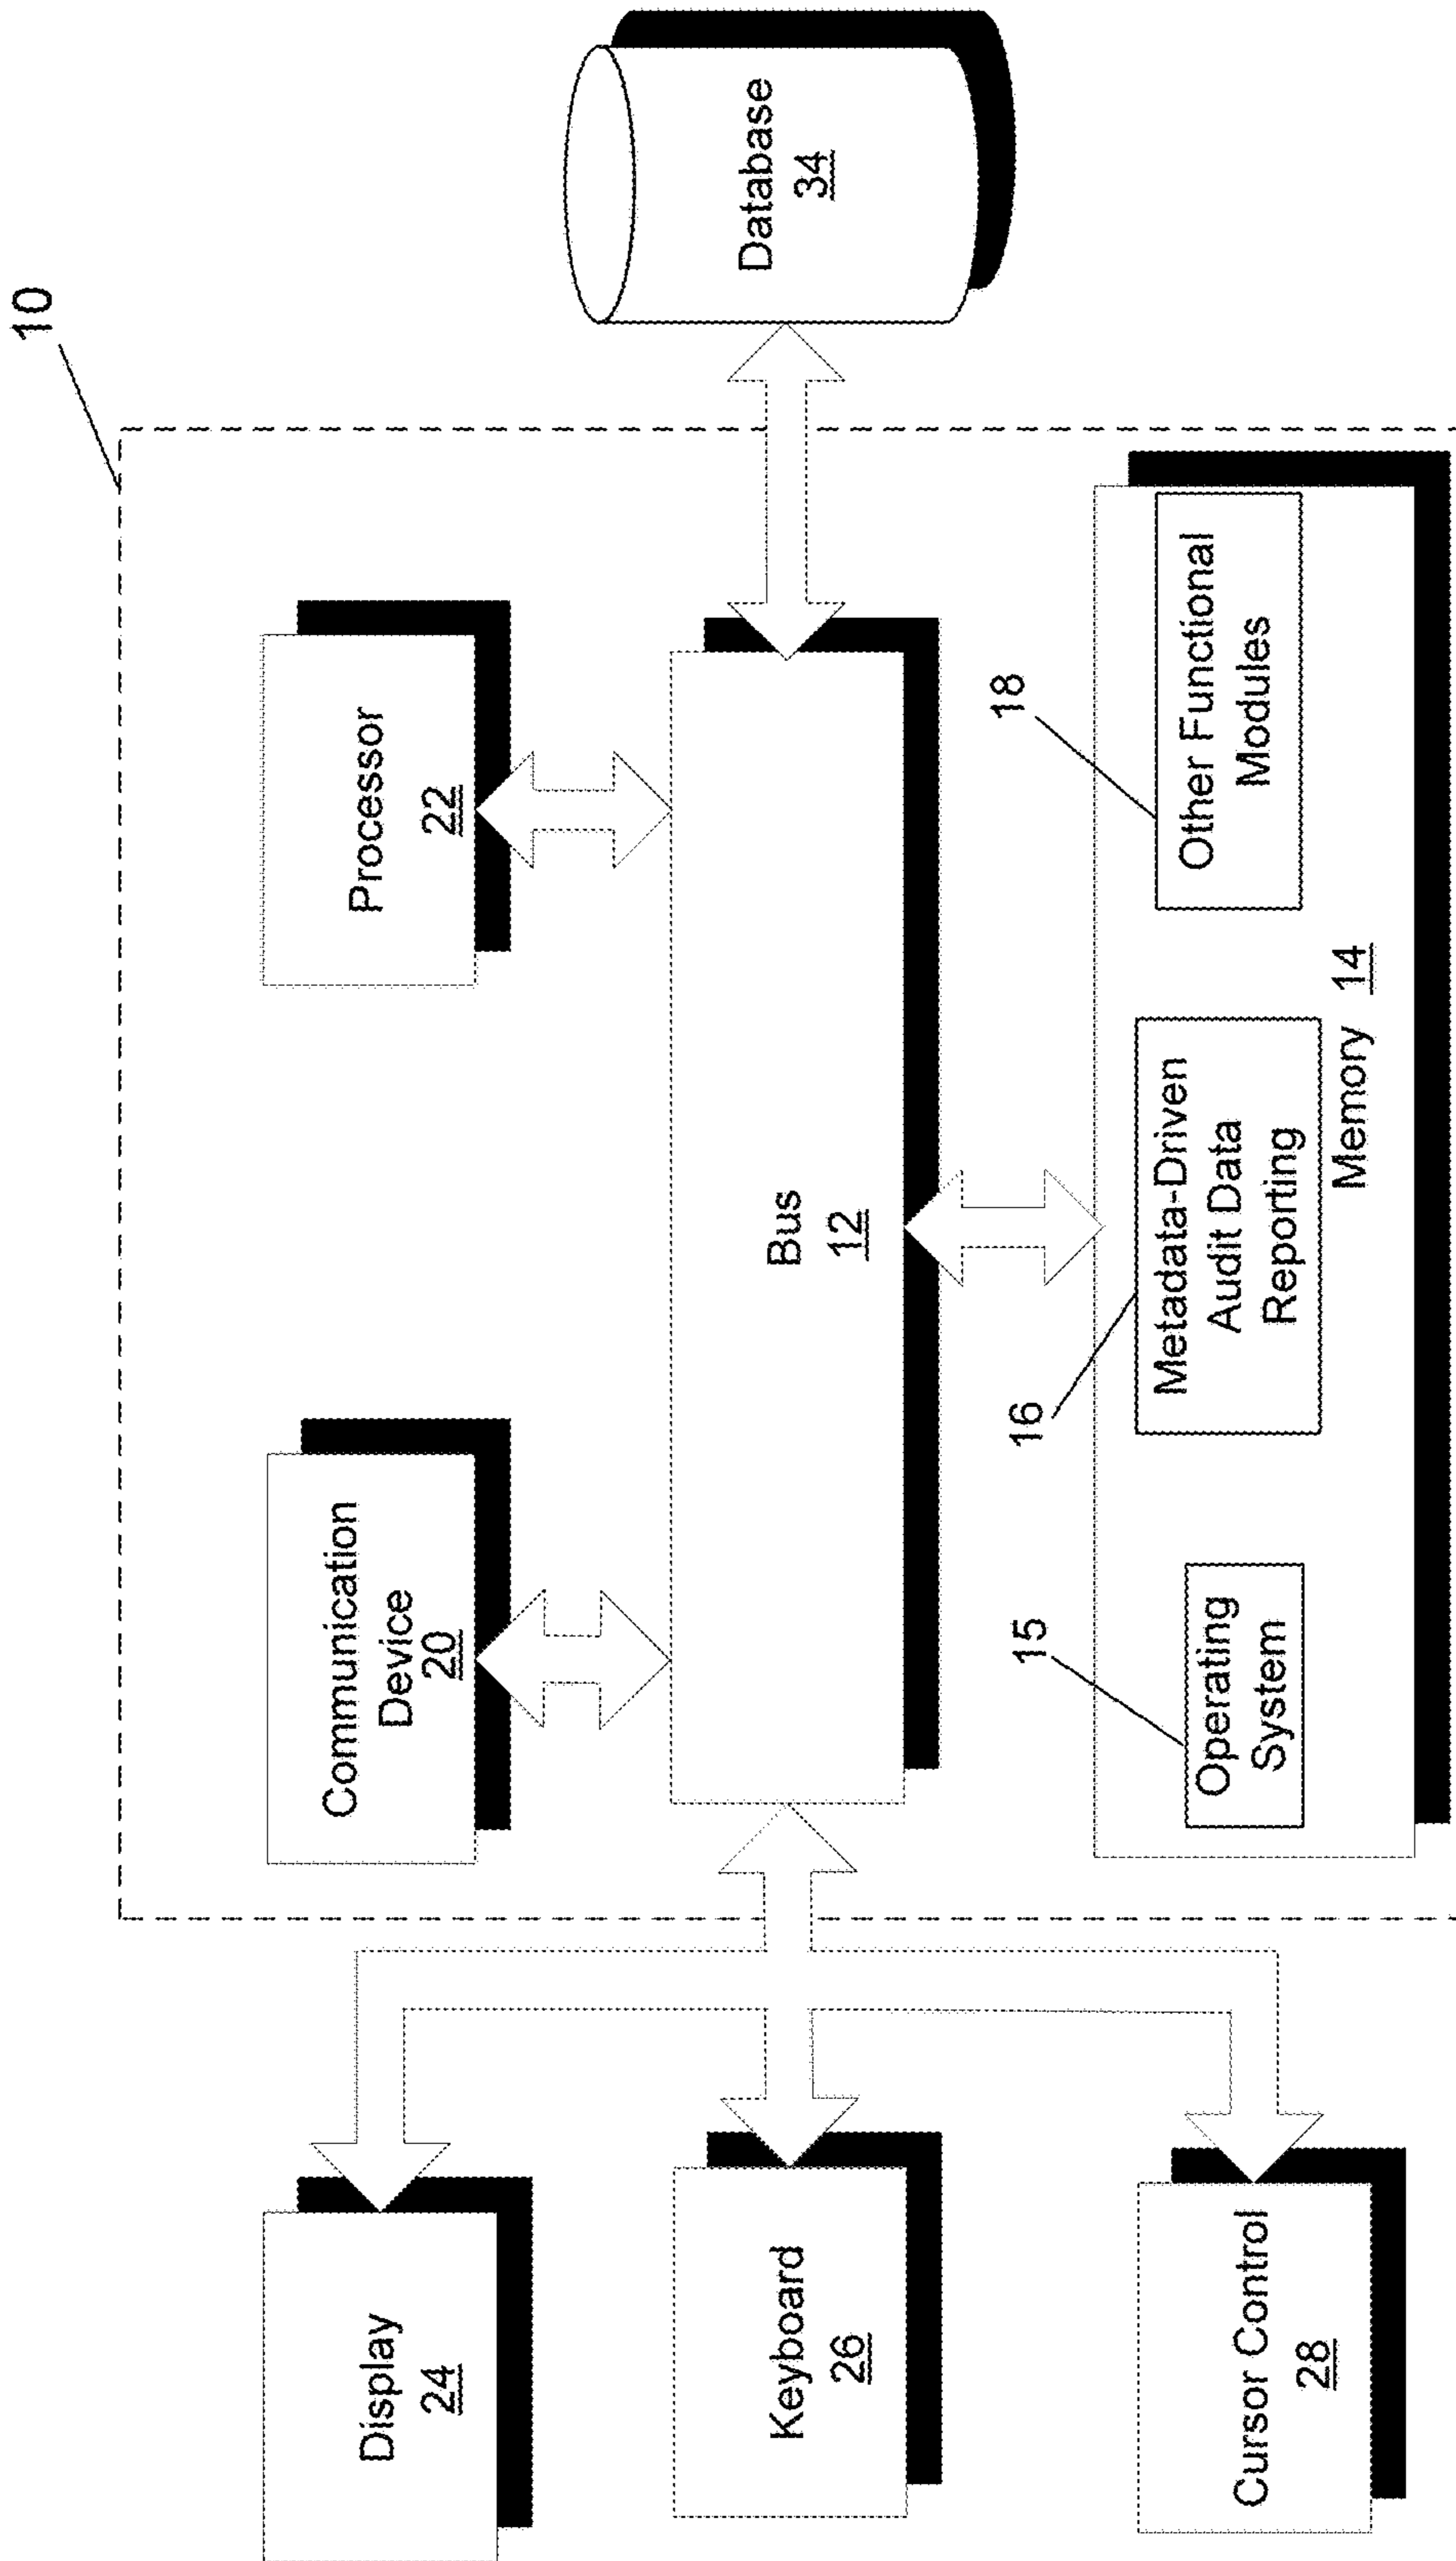 10
Display
24
Keyboard
26
Cursor Control
28
Communication
Device
20
Processor
22
Bus
12
Database
34
15
Operating
System
16
Metadata-Driven
Audit Data
Reporting
18
Other Functional
Modules
Memory 14